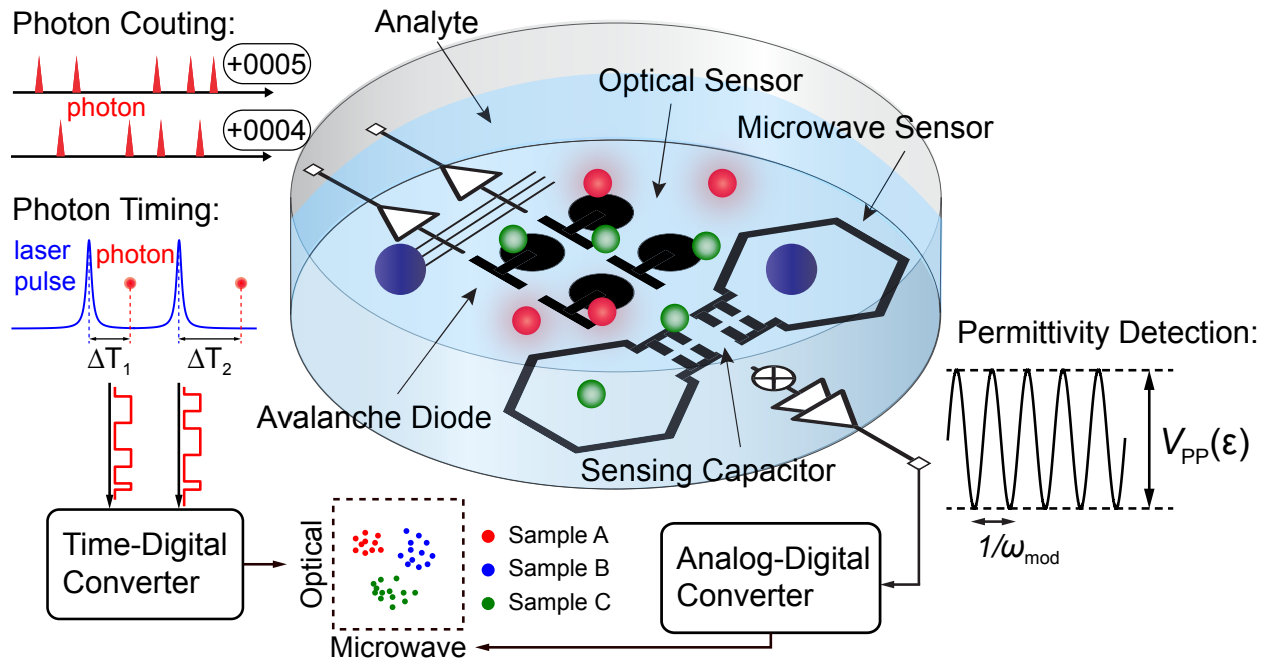 Photon Couting:
+0005
photon
+0004
Photon Timing:
laser
pulse
photon
ΔT1
ΔT2
Time-Digital
Converter
Analyte
Optical Sensor
Microwave Sensor
Avalanche Diode
Sensing Capacitor
Permittivity Detection:
VPP(ε)
1/ωmod
Analog-Digital
Converter
Optical
Microwave
Sample A
Sample B
Sample C